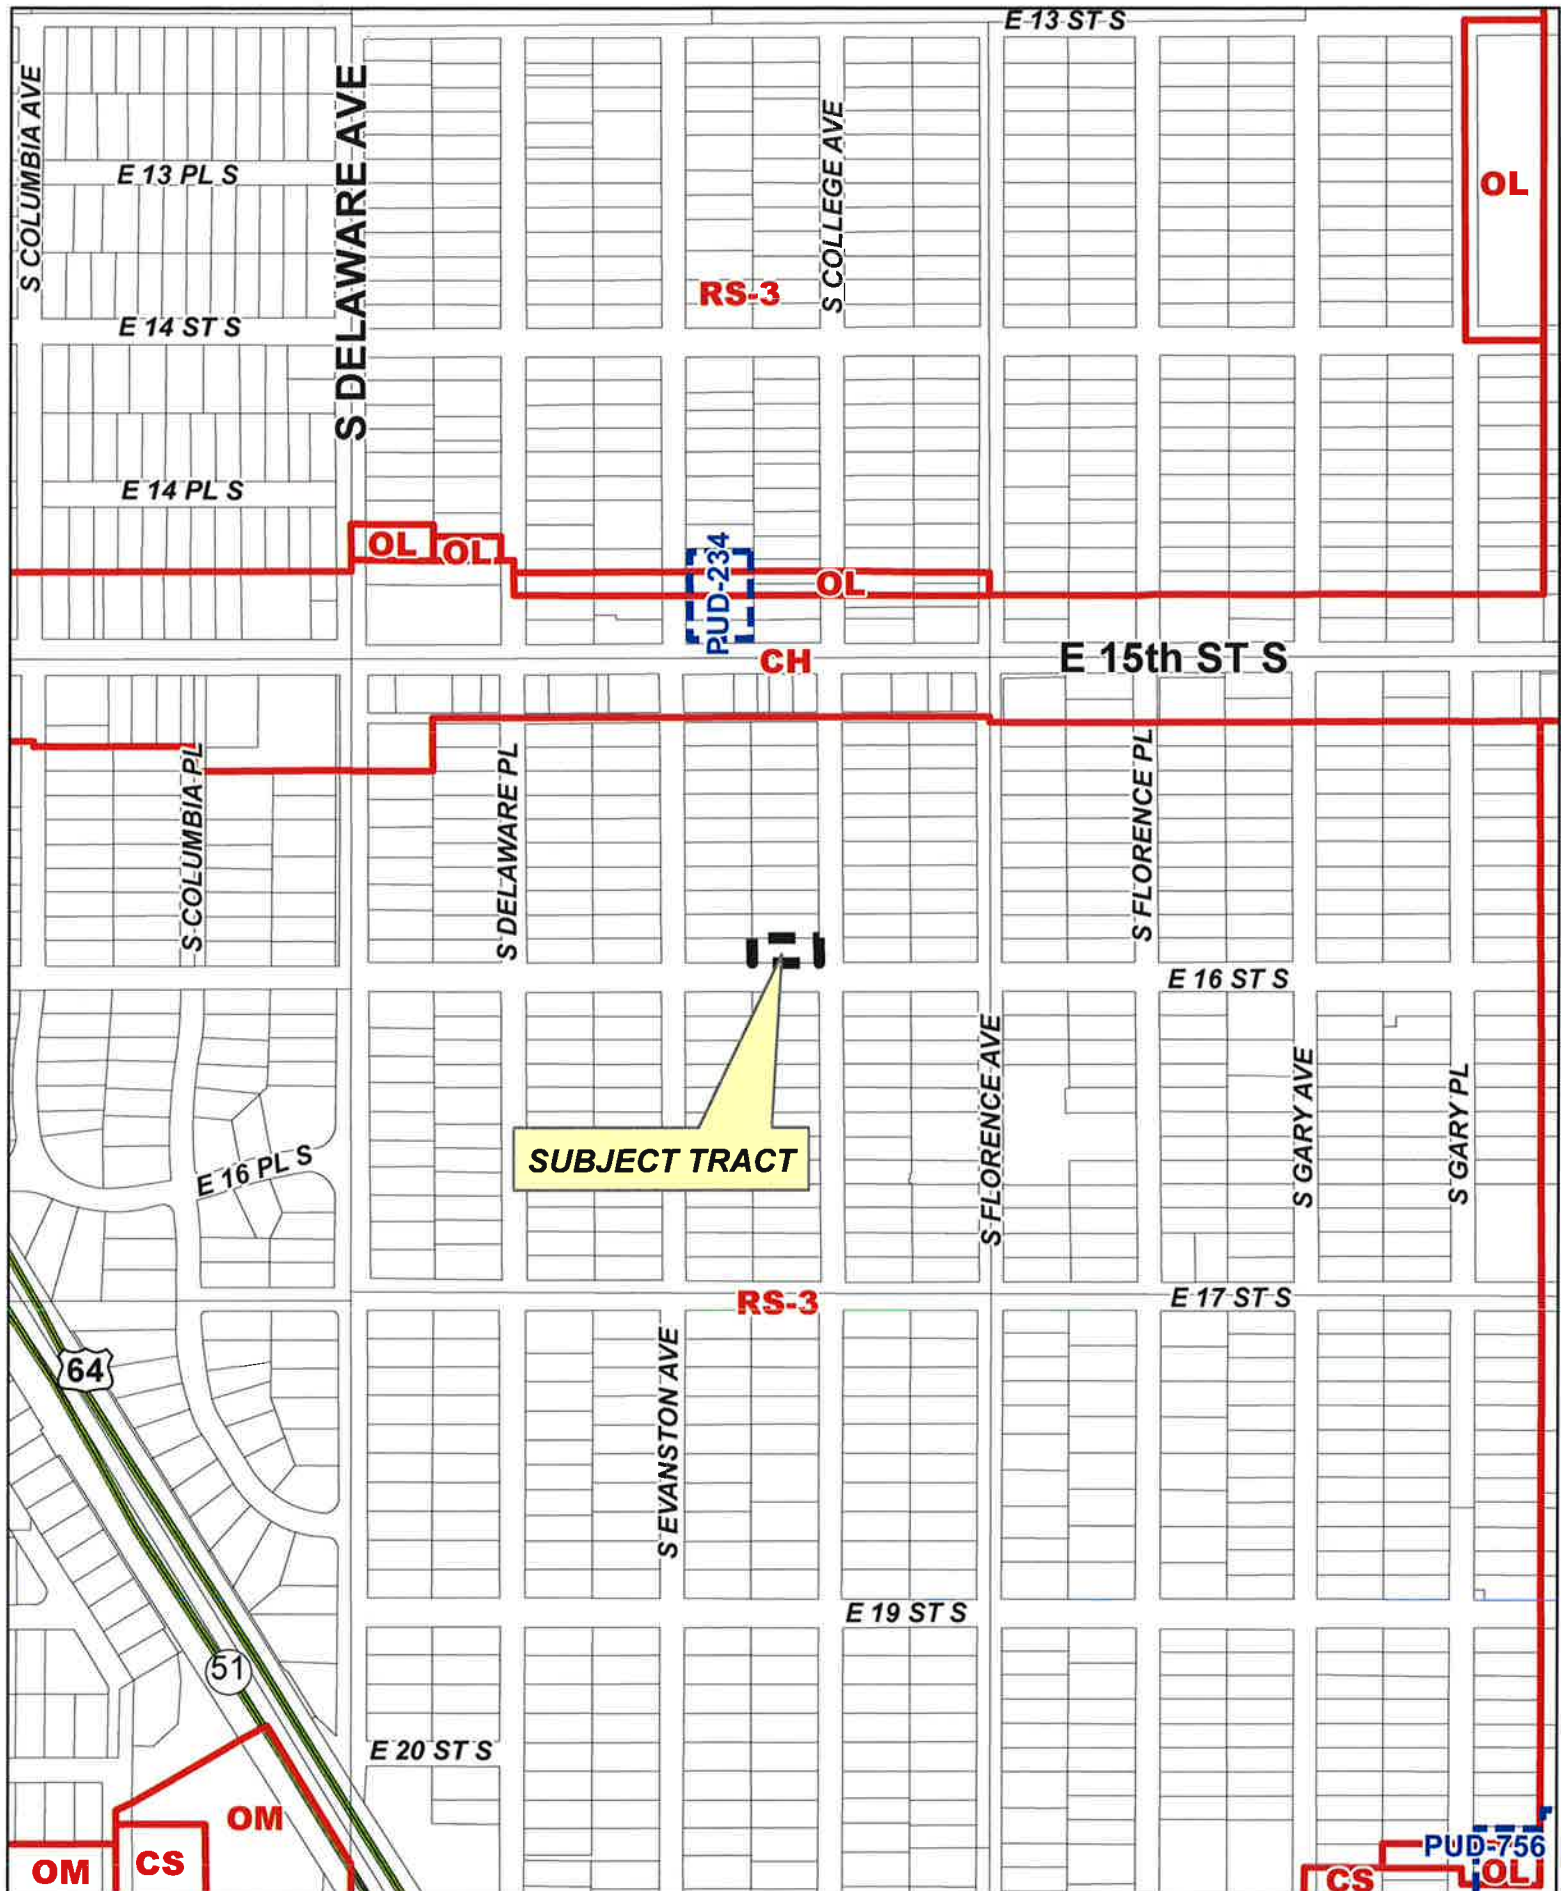 E 13 ST S
S COLUMBIA AVE
S DELAWARE AVE
S COLLEGE AVE
E 13 PL S
OL
RS-3
E 14 ST S
E 14 PL S
OL
OL
PUD-234
OL
CH
E 15th ST S
S COLUMBIA PL
S DELAWARE PL
S FLORENCE PL
E 16 ST S
S FLORENCE AVE
S GARY AVE
S GARY PL
SUBJECT TRACT
E 16 PL S
RS-3
E 17 ST S
64
S EVANSTON AVE
E 19 ST S
51
E 20 ST S
OM
PUD-756
OM
CS
CS
OL